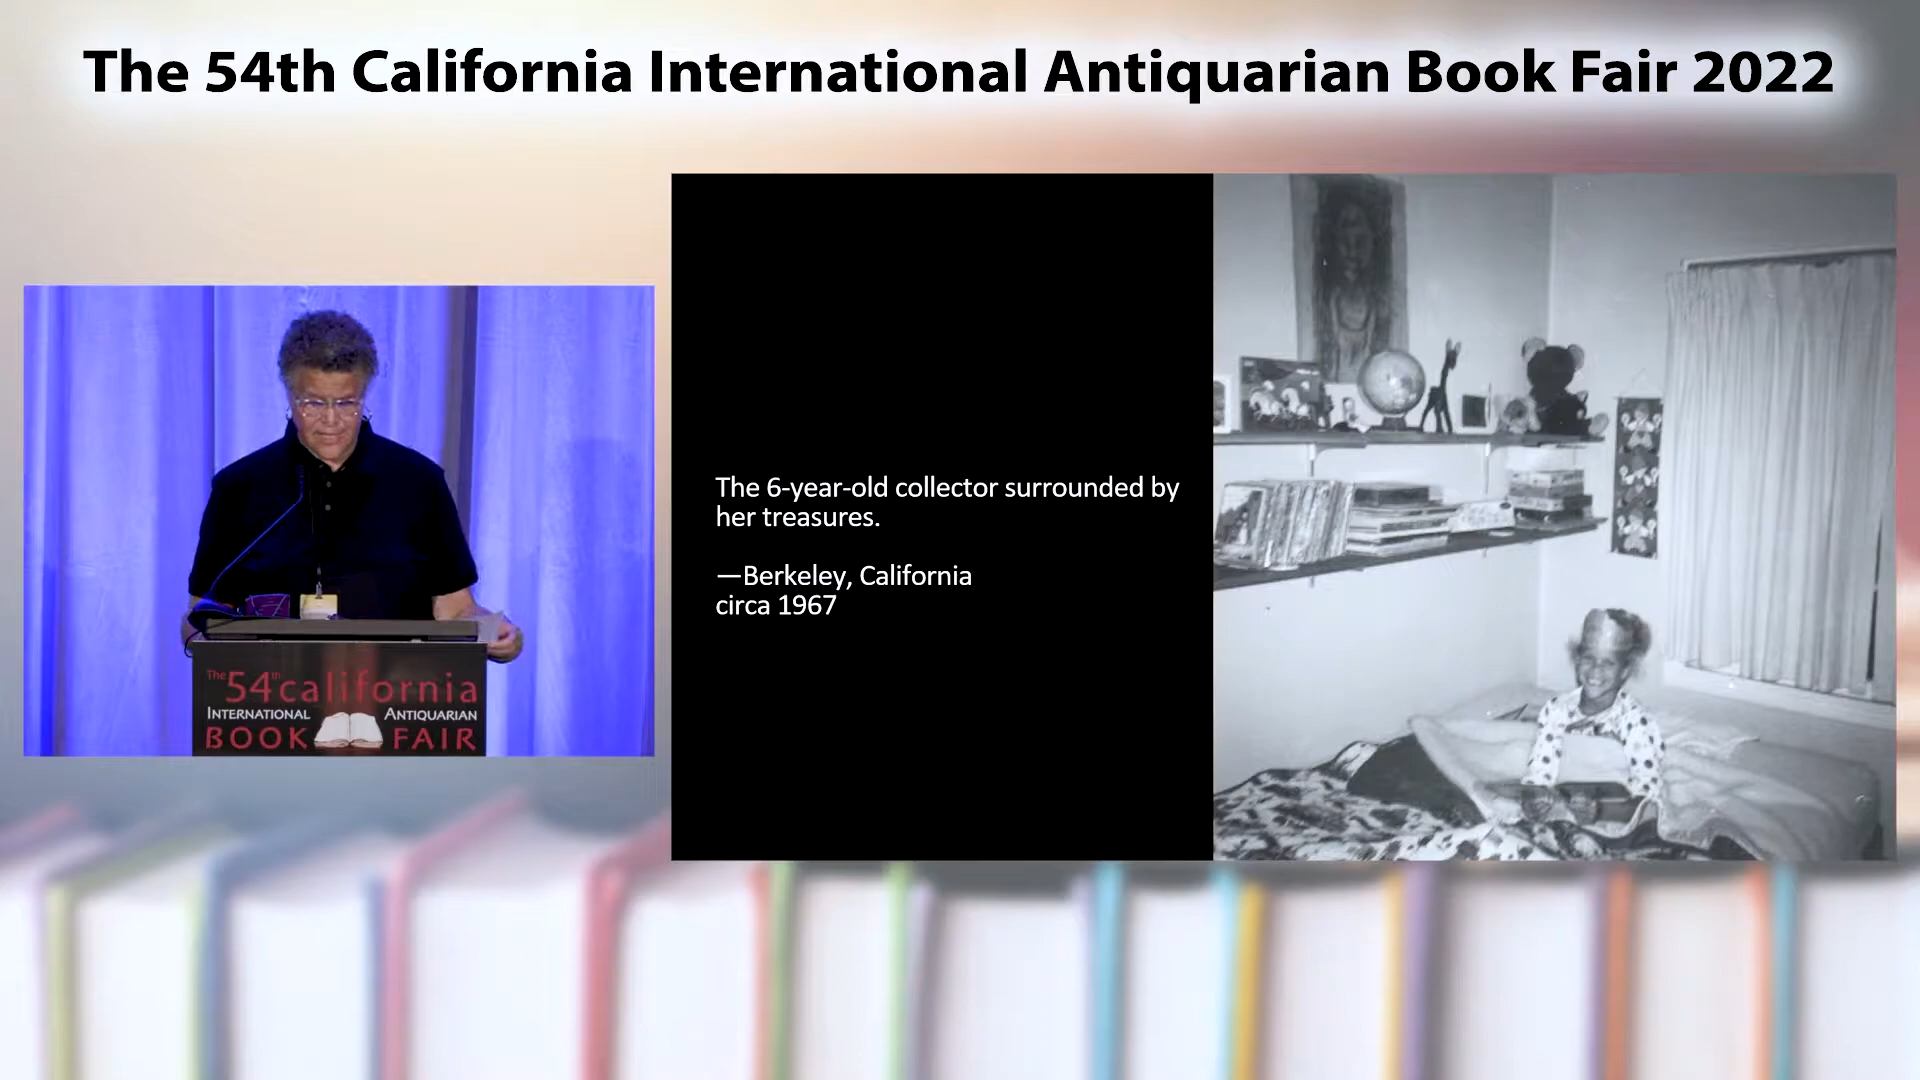 The 54th California International Antiquarian Book Fair 2022
The 6-year-old collector surrounded by
her treasures.
—Berkeley, California
circa 1967
The 54th california
INTERNATIONAL ANTIQUARIAN
BOOK FAIR